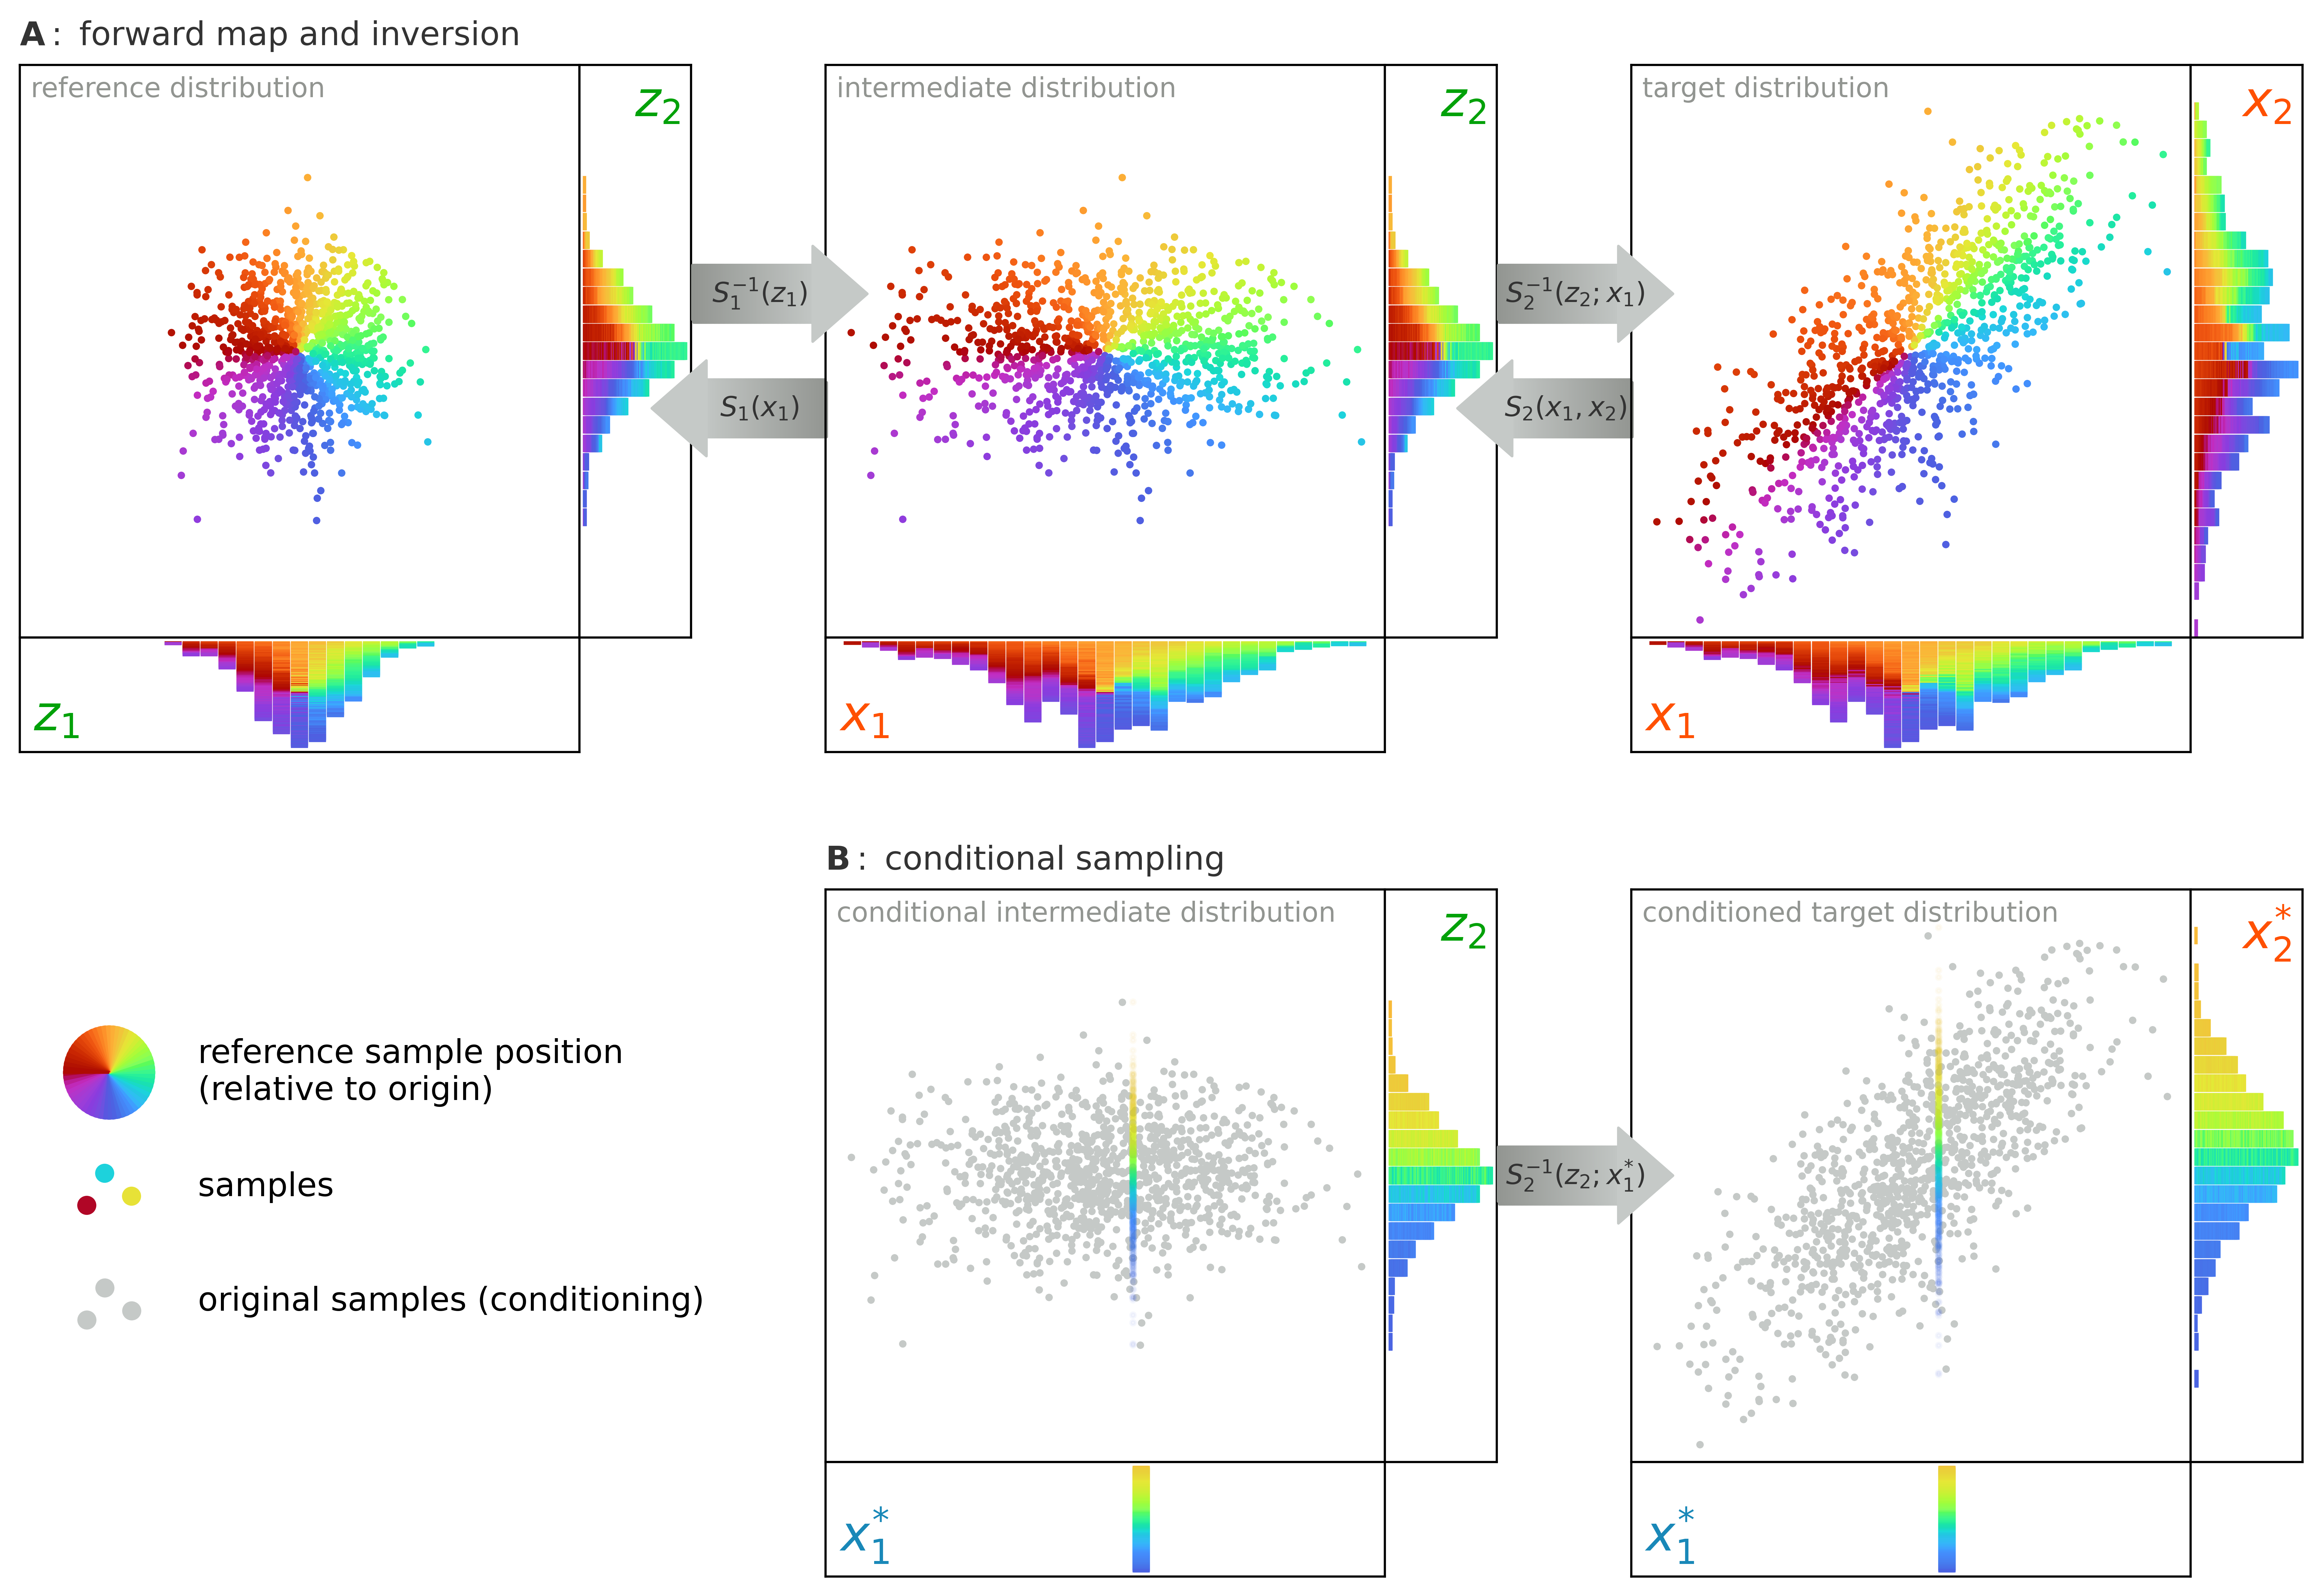 A: forward map and inversion
reference distribution
z₂
z₁
S₁⁻¹(z₁)
S₁(x₁)
intermediate distribution
z₂
x₁
S₂⁻¹(z₂; x₁)
S₂(x₁, x₂)
target distribution
x₂
x₁
B: conditional sampling
conditional intermediate distribution
z₂
x₁*
S₂⁻¹(z₂; x₁*)
conditioned target distribution
x₂*
x₁*
reference sample position
(relative to origin)
samples
original samples (conditioning)